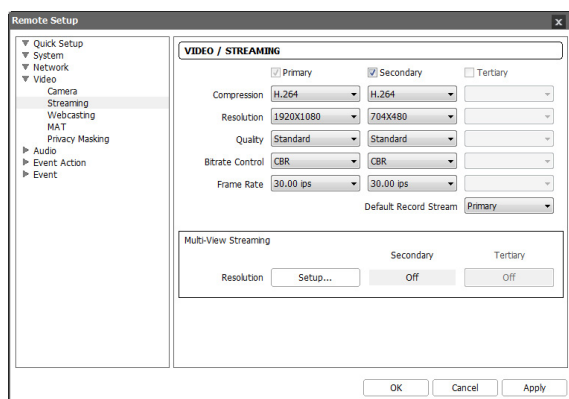 Remote Setup
x
Quick Setup
System
Network
Video
Camera
Streaming
Webcasting
MAT
Privacy Masking
Audio
Event Action
Event
VIDEO / STREAMING
Primary Secondary Tertiary
Compression H.264 H.264
Resolution 1920X1080 704X480
Quality Standard Standard
Bitrate Control CBR CBR
Frame Rate 30.00 ips 30.00 ips
Default Record Stream Primary
Multi-View Streaming
Secondary Tertiary
Resolution Setup... Off Off
OK Cancel Apply